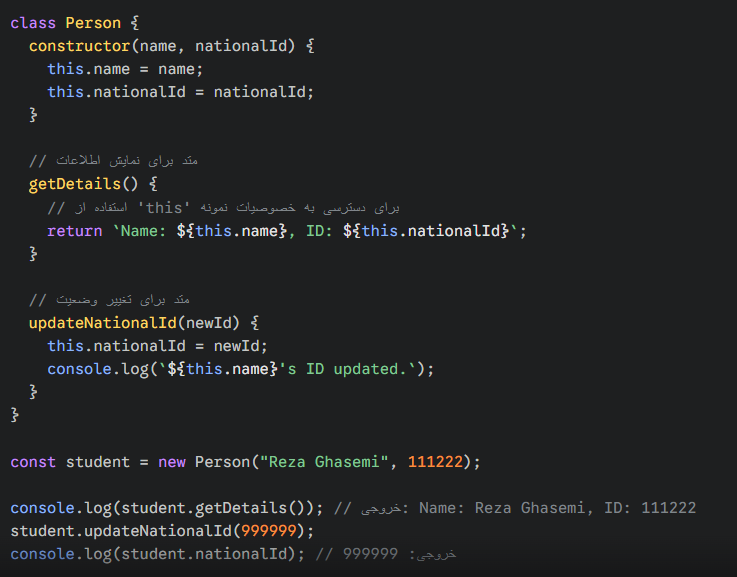 class Person {
constructor(name, nationalId) {
this.name = name;
this.nationalId = nationalId;
}
// متد برای نمایش اطلاعات
getDetails() {
// استفاده از 'this' برای دسترسی به خصوصیات نمونه
return `Name: ${this.name}, ID: ${this.nationalId}`;
}
// متد برای تغییر وضعیت
updateNationalId(newId) {
this.nationalId = newId;
console.log(`${this.name}'s ID updated.`);
}
}
const student = new Person("Reza Ghasemi", 111222);
console.log(student.getDetails()); // خروجی: Name: Reza Ghasemi, ID: 111222
student.updateNationalId(999999);
console.log(student.nationalId); // خروجی: 999999